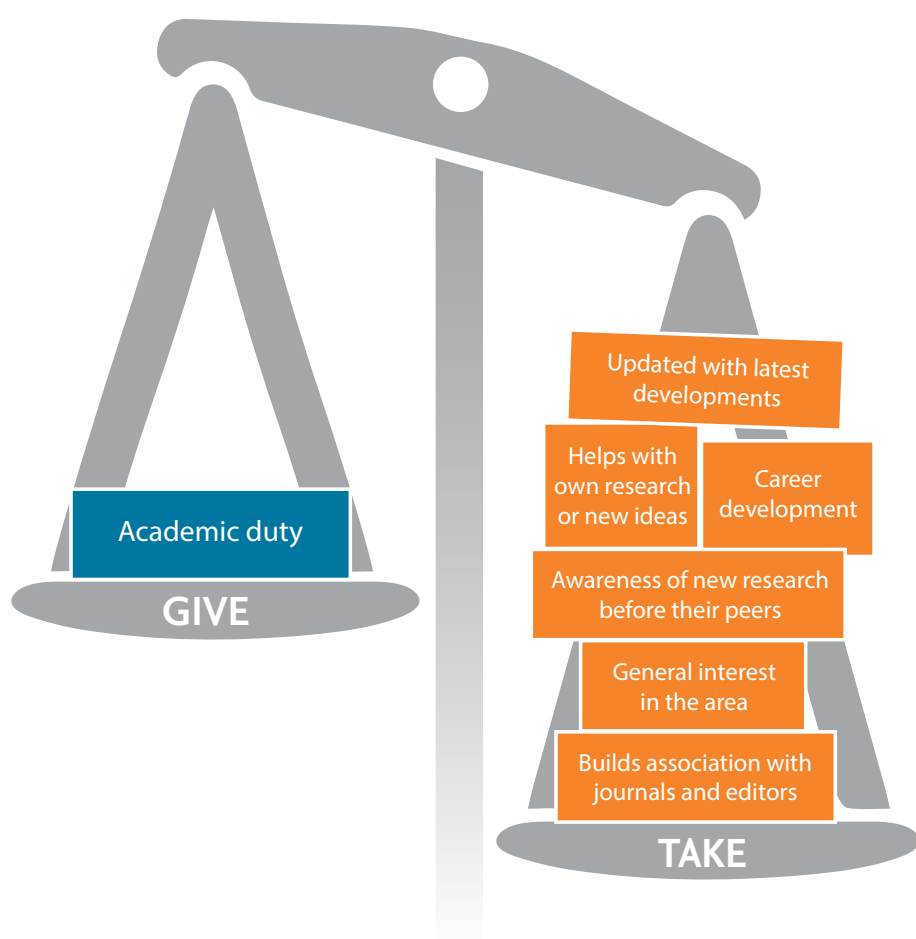 Academic duty
GIVE
Updated with latest
developments
Helps with
own research
or new ideas
Career
development
Awareness of new research
before their peers
General interest
in the area
Builds association with
journals and editors
TAKE